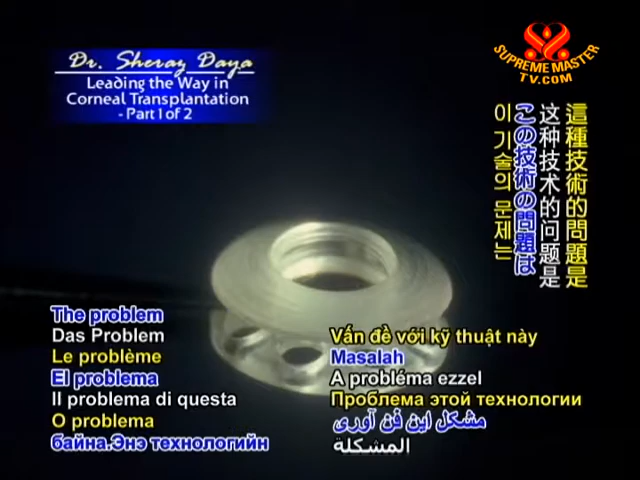 Dr. Sheraz Daya
Leading the Way in
Corneal Transplantation
- Part 1 of 2
SUPREME MASTER
TV.COM
這種技術的問題是
这种技术的问题是
この技術の問題は
이 기술의 문제는
The problem
Das Problem
Le problème
El problema
Il problema di questa
O problema
байна.Энэ технологийн
Vấn đề với kỹ thuật này
Masalah
A probléma ezzel
Проблема этой технологии
مشكل این فن آوری
المشكلة